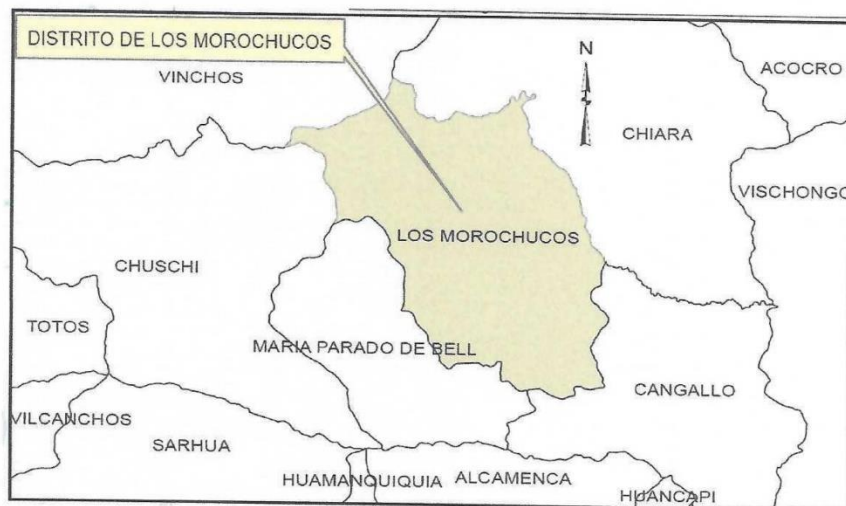 DISTRITO DE LOS MOROCHUCOS
VINCHOS
N
ACOCRO
CHIARA
VISCHONGO
LOS MOROCHUCOS
CHUSCHI
TOTOS
MARIA PARADO DE BELL
CANGALLO
VILCANCHOS
SARHUA
HUAMANQUIQUIA
ALCAMENCA
HUANCAPI